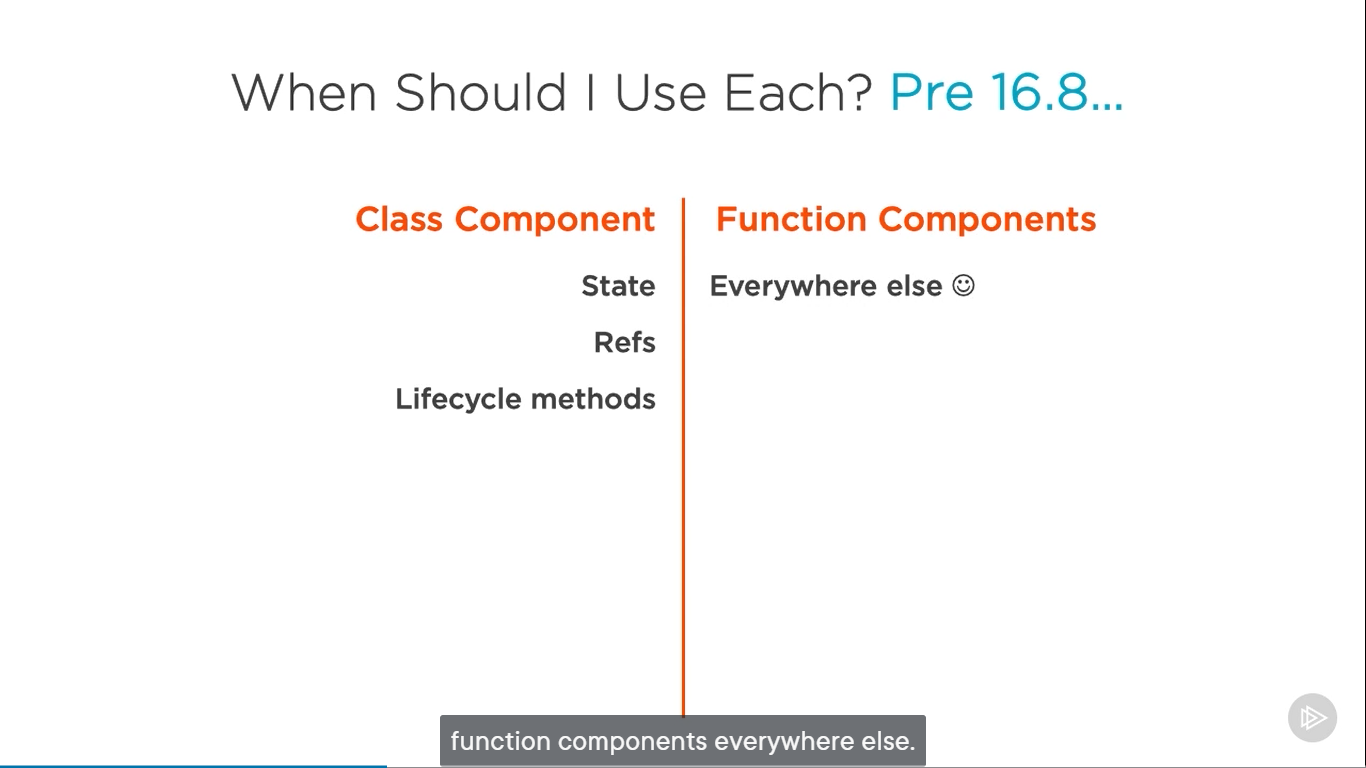 When Should I Use Each? Pre 16.8...
Class Component
State
Refs
Lifecycle methods
Function Components
Everywhere else ☺
function components everywhere else.